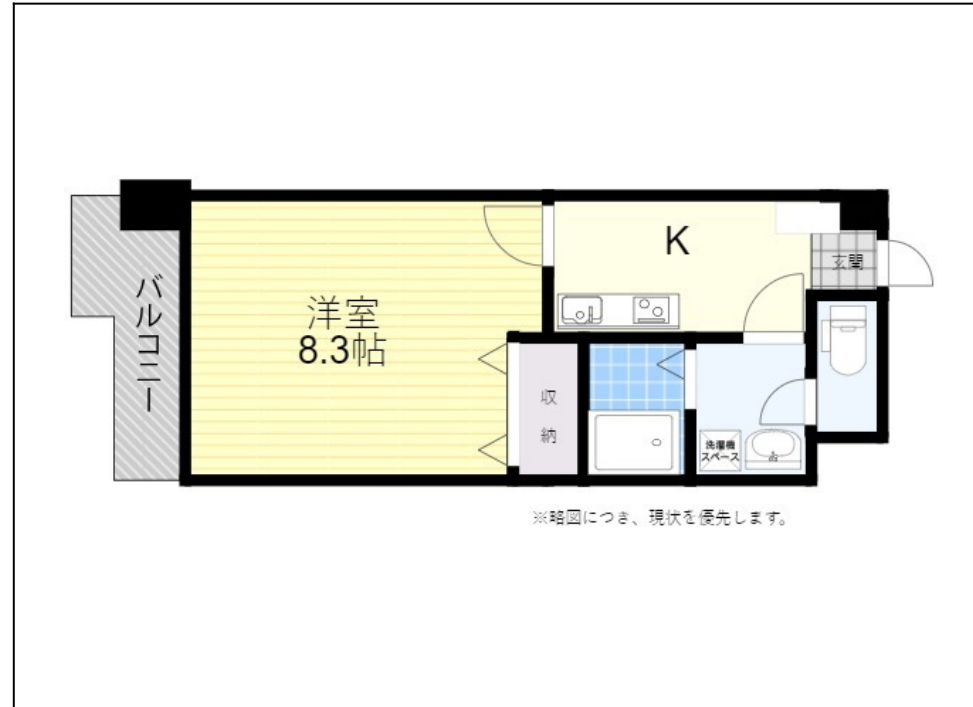 K
玄関
洋室
8.3帖
バルコニー
収
納
洗濯機
スペース
※略図につき、現状を優先します。